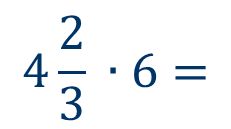 4 2/3 · 6 =